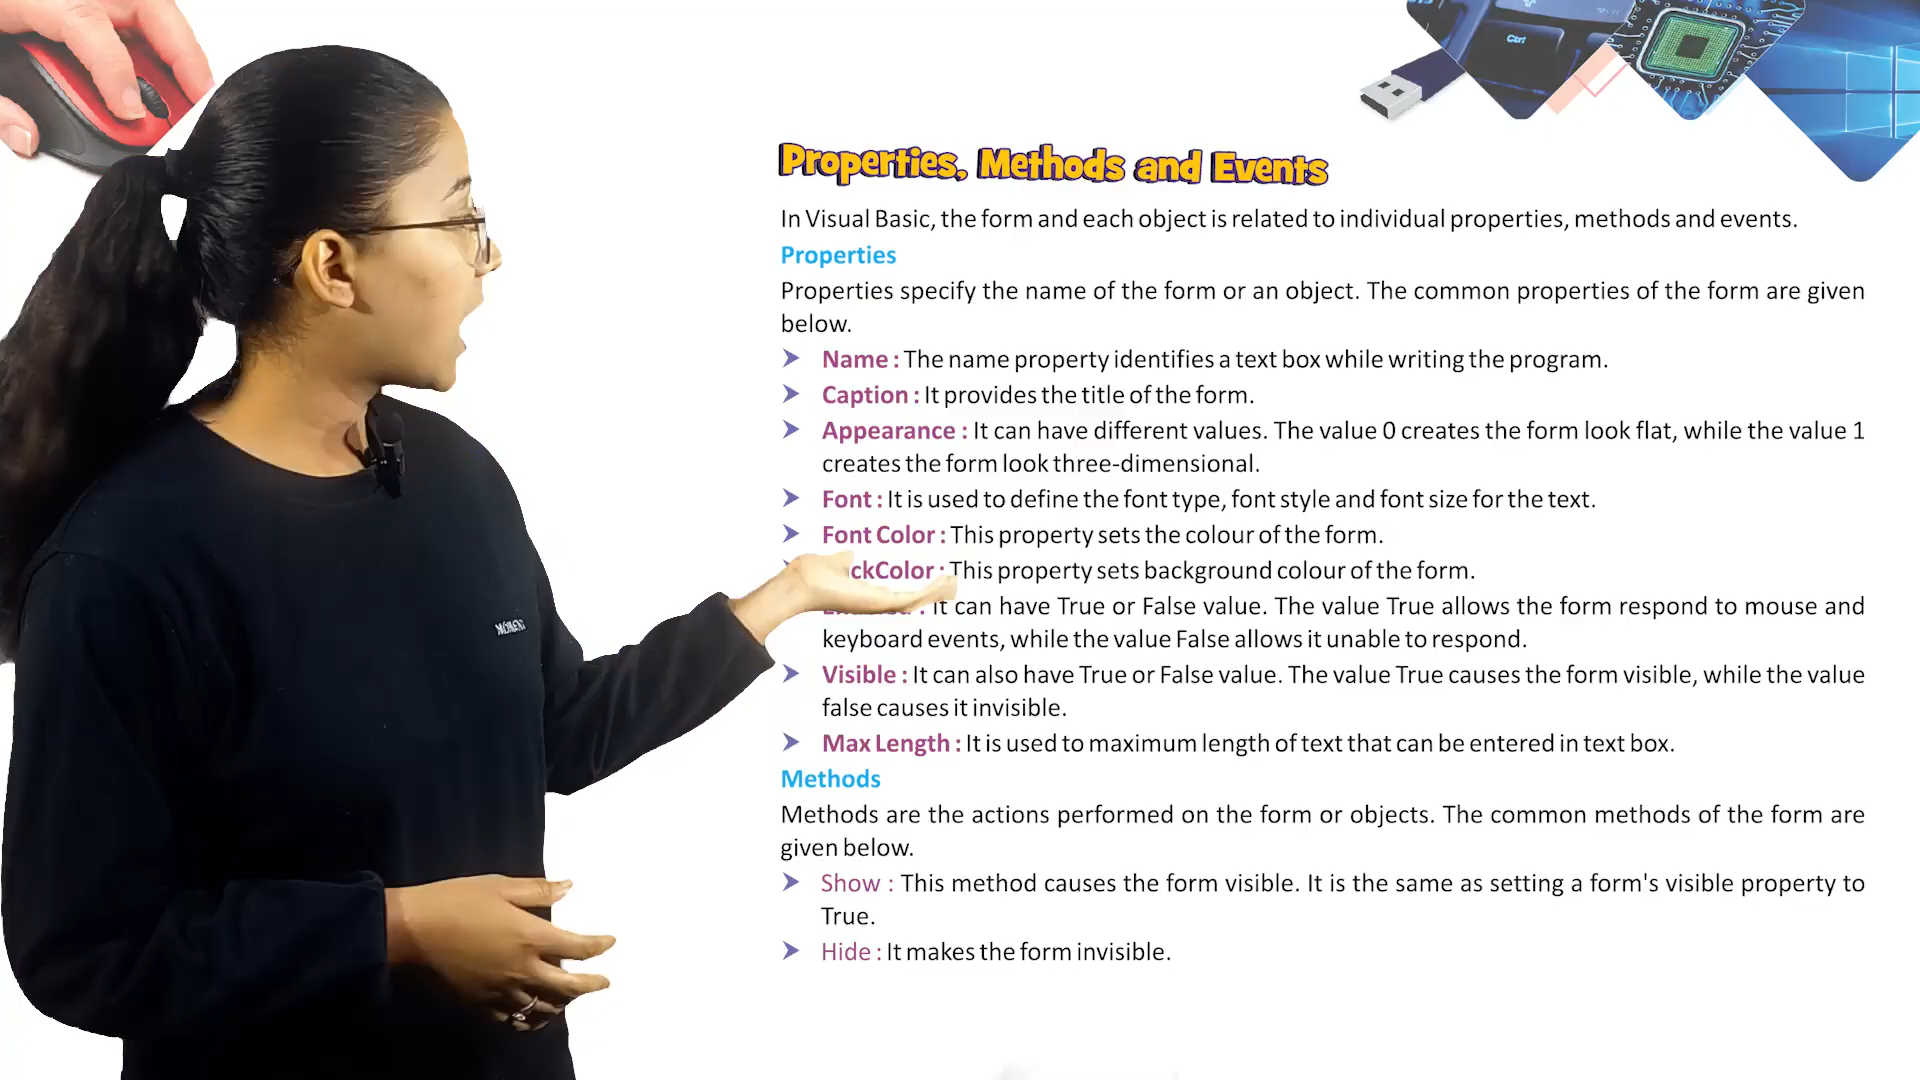 Ctrl
Properties, Methods and Events
In Visual Basic, the form and each object is related to individual properties, methods and events.
Properties
Properties specify the name of the form or an object. The common properties of the form are given
below.
➤ Name : The name property identifies a text box while writing the program.
➤ Caption : It provides the title of the form.
➤ Appearance : It can have different values. The value 0 creates the form look flat, while the value 1
creates the form look three-dimensional.
➤ Font : It is used to define the font type, font style and font size for the text.
➤ Font Color : This property sets the colour of the form.
ckColor : This property sets background colour of the form.
: It can have True or False value. The value True allows the form respond to mouse and
keyboard events, while the value False allows it unable to respond.
➤ Visible : It can also have True or False value. The value True causes the form visible, while the value
false causes it invisible.
➤ Max Length : It is used to maximum length of text that can be entered in text box.
Methods
Methods are the actions performed on the form or objects. The common methods of the form are
given below.
➤ Show : This method causes the form visible. It is the same as setting a form's visible property to
True.
➤ Hide : It makes the form invisible.